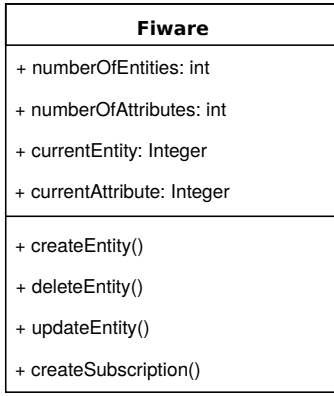 Fiware
+ numberOfEntities: int
+ numberOfAttributes: int
+ currentEntity: Integer
+ currentAttribute: Integer
+ createEntity()
+ deleteEntity()
+ updateEntity()
+ createSubscription()